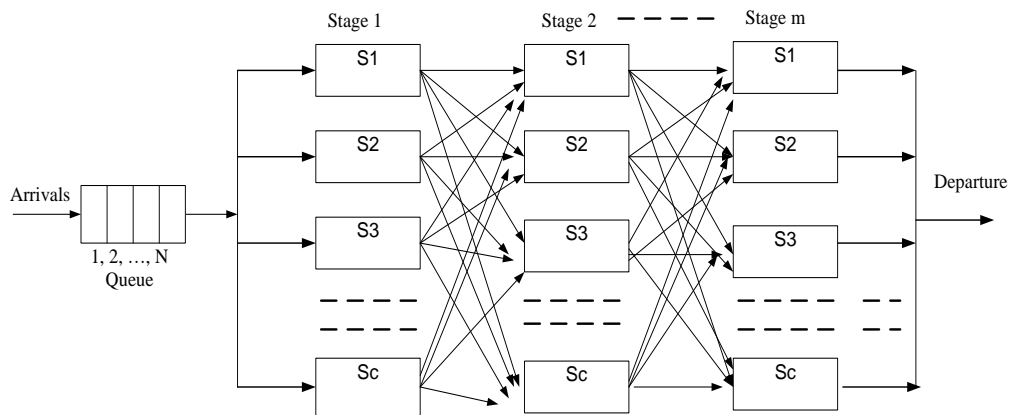 Stage 1
Stage 2
Stage m
S1
S1
S1
S2
S2
S2
Arrivals
Departure
S3
S3
S3
1, 2, ..., N
Queue
Sc
Sc
Sc